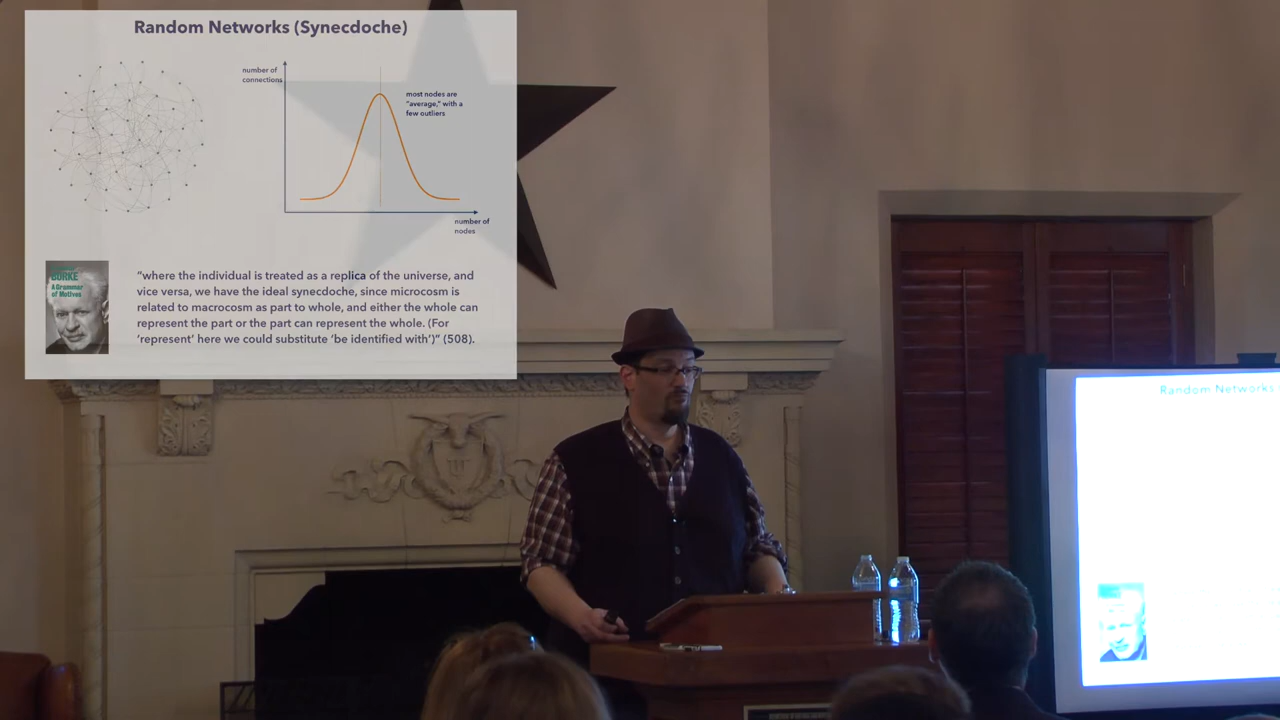 Random Networks (Synecdoche)
number of
connections
most nodes are
"average," with a
few outliers
number of
nodes
BURKE
A Grammar
of Motives
"where the individual is treated as a replica of the universe, and
vice versa, we have the ideal synecdoche, since microcosm is
related to macrocosm as part to whole, and either the whole can
represent the part or the part can represent the whole. (For
'represent' here we could substitute 'be identified with')" (508).
Random Networks